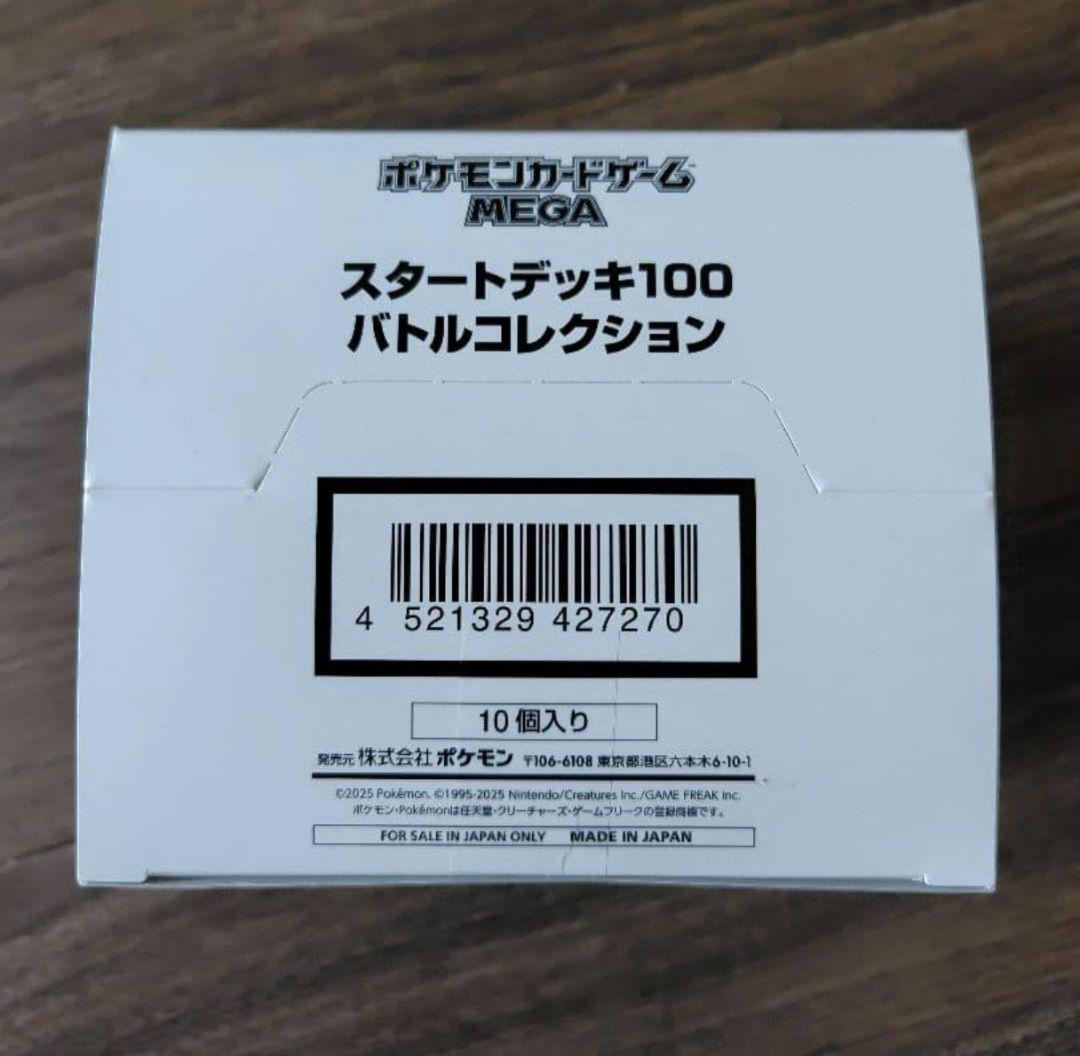 ポケモンカードゲーム
MEGA
スタートデッキ100
バトルコレクション
4 521329 427270
10個入り
発売元 株式会社ポケモン 〒106-6108 東京都港区六本木6-10-1
©2025 Pokémon. ©1995-2025 Nintendo/Creatures Inc./GAME FREAK inc.
ポケモン・Pokémonは任天堂・クリーチャーズ・ゲームフリークの登録商標です。
FOR SALE IN JAPAN ONLY MADE IN JAPAN